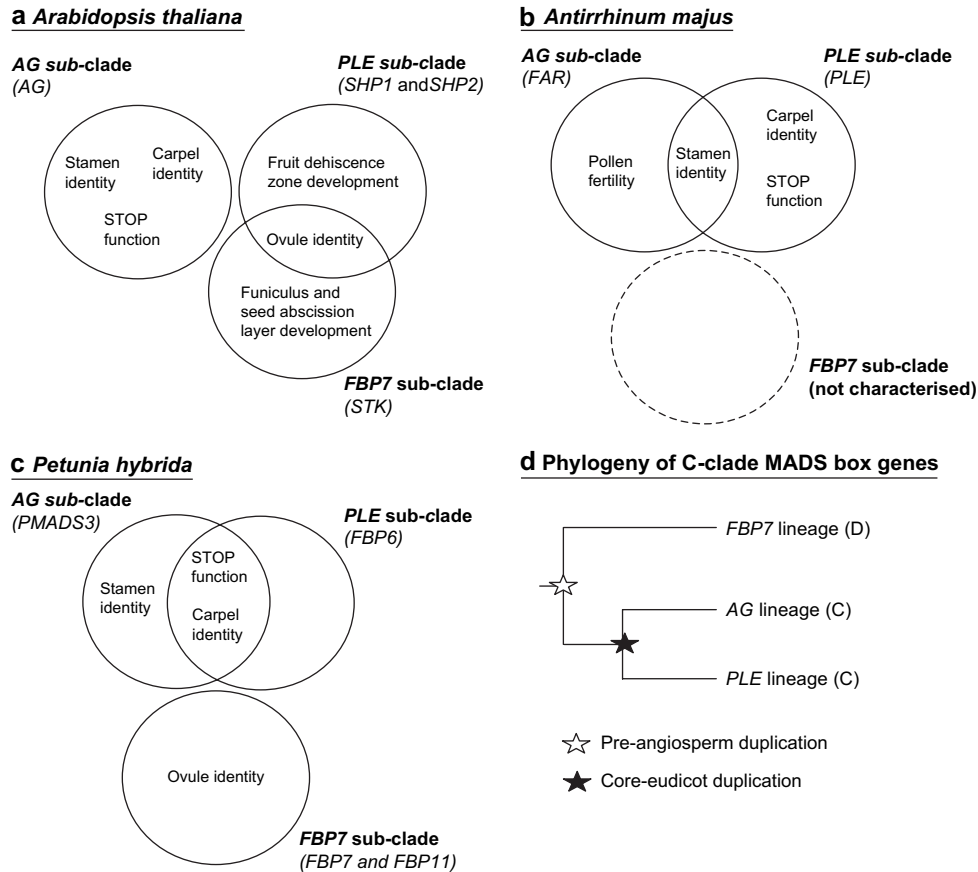 a Arabidopsis thaliana
AG sub-clade
(AG)
PLE sub-clade
(SHP1 andSHP2)
Stamen
identity
Carpel
identity
STOP
function
Fruit dehiscence
zone development
Ovule identity
Funiculus and
seed abscission
layer development
FBP7 sub-clade
(STK)
b Antirrhinum majus
AG sub-clade
(FAR)
PLE sub-clade
(PLE)
Pollen
fertility
Stamen
identity
Carpel
identity
STOP
function
FBP7 sub-clade
(not characterised)
c Petunia hybrida
AG sub-clade
(PMADS3)
PLE sub-clade
(FBP6)
Stamen
identity
STOP
function
Carpel
identity
Ovule identity
FBP7 sub-clade
(FBP7 and FBP11)
d Phylogeny of C-clade MADS box genes
FBP7 lineage (D)
AG lineage (C)
PLE lineage (C)
Pre-angiosperm duplication
Core-eudicot duplication